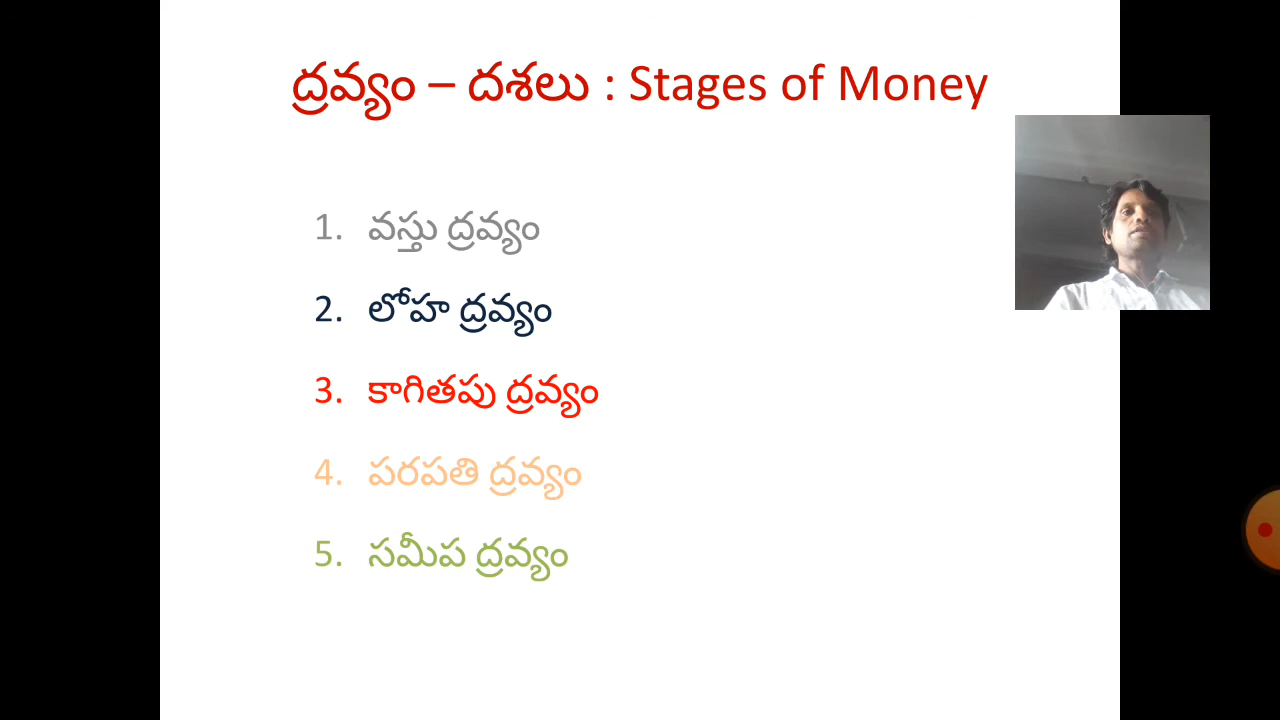 ద్రవ్యం – దశలు : Stages of Money
1. వస్తు ద్రవ్యం
2. లోహ ద్రవ్యం
3. కాగితపు ద్రవ్యం
4. పరపతి ద్రవ్యం
5. సమీప ద్రవ్యం